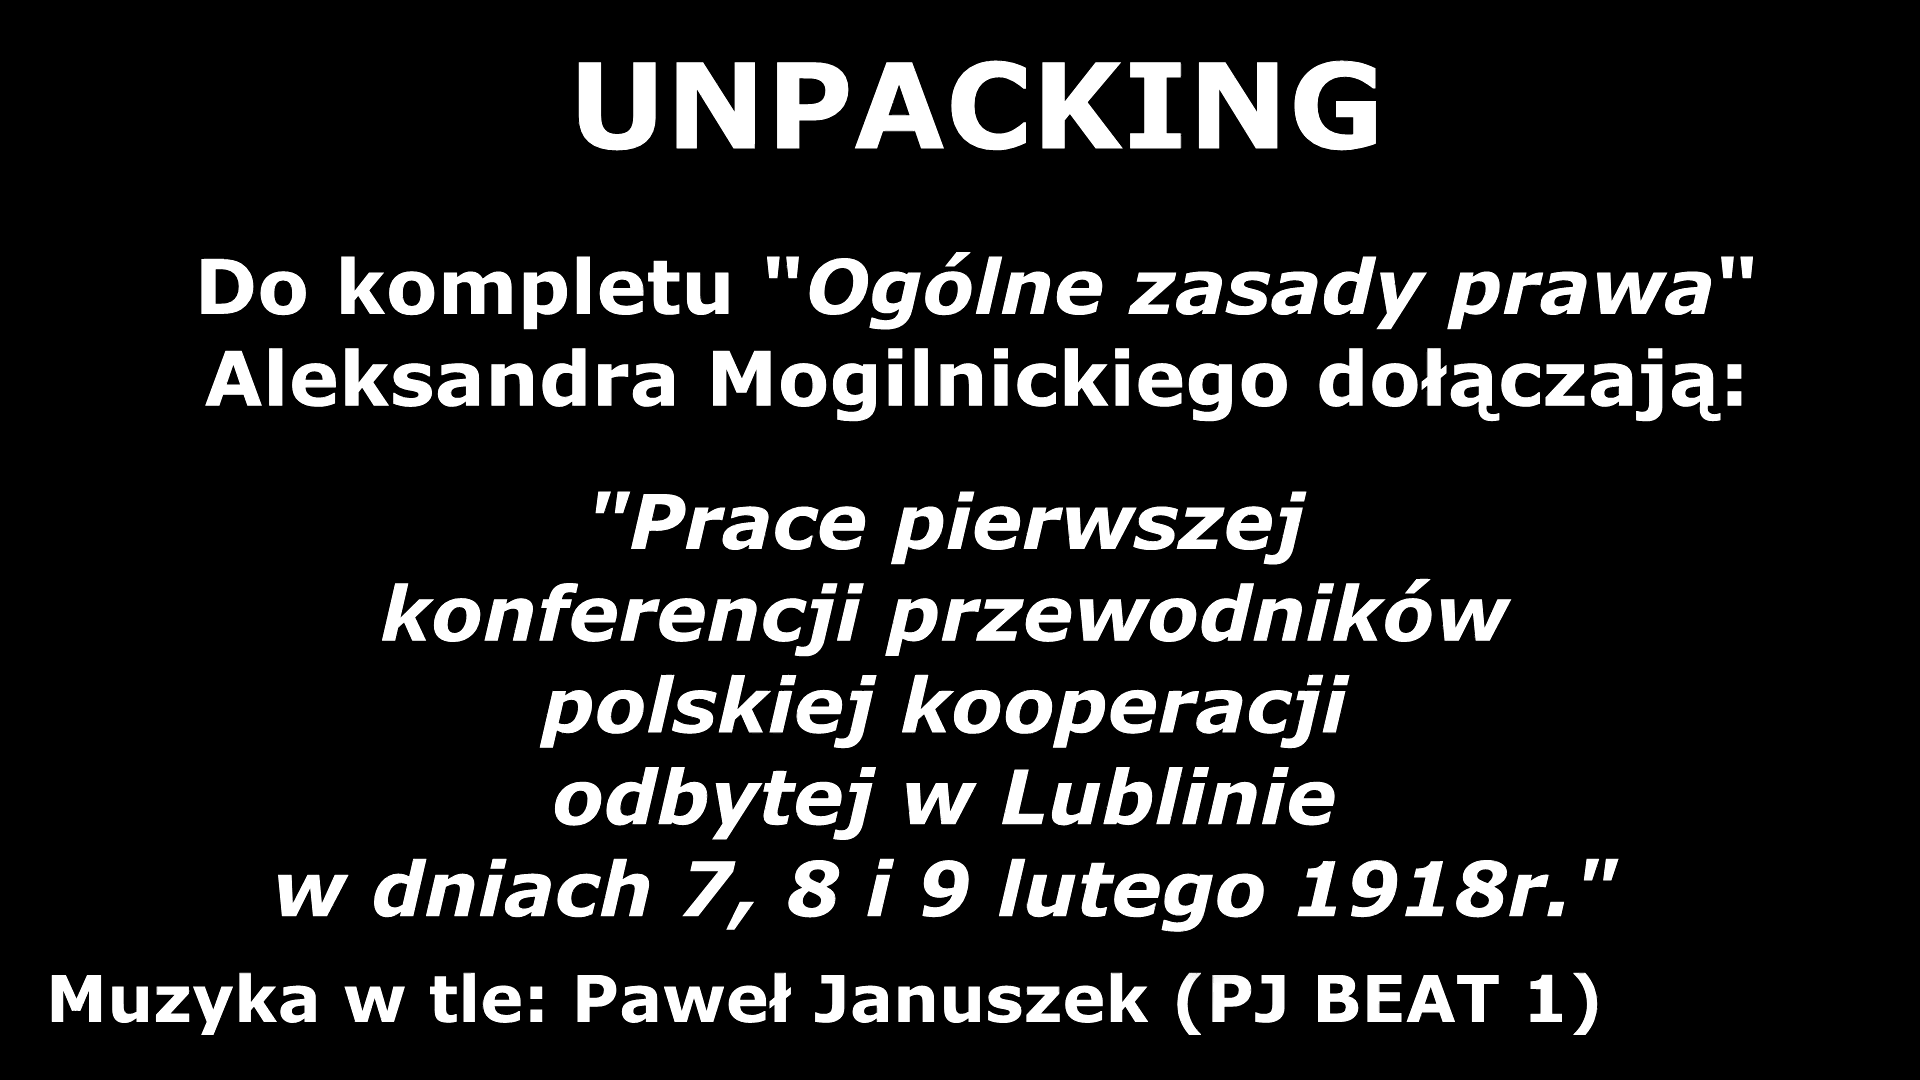 UNPACKING
Do kompletu "Ogólne zasady prawa"
Aleksandra Mogilnickiego dołączają:
"Prace pierwszej
konferencji przewodników
polskiej kooperacji
odbytej w Lublinie
w dniach 7, 8 i 9 lutego 1918r."
Muzyka w tle: Paweł Januszek (PJ BEAT 1)